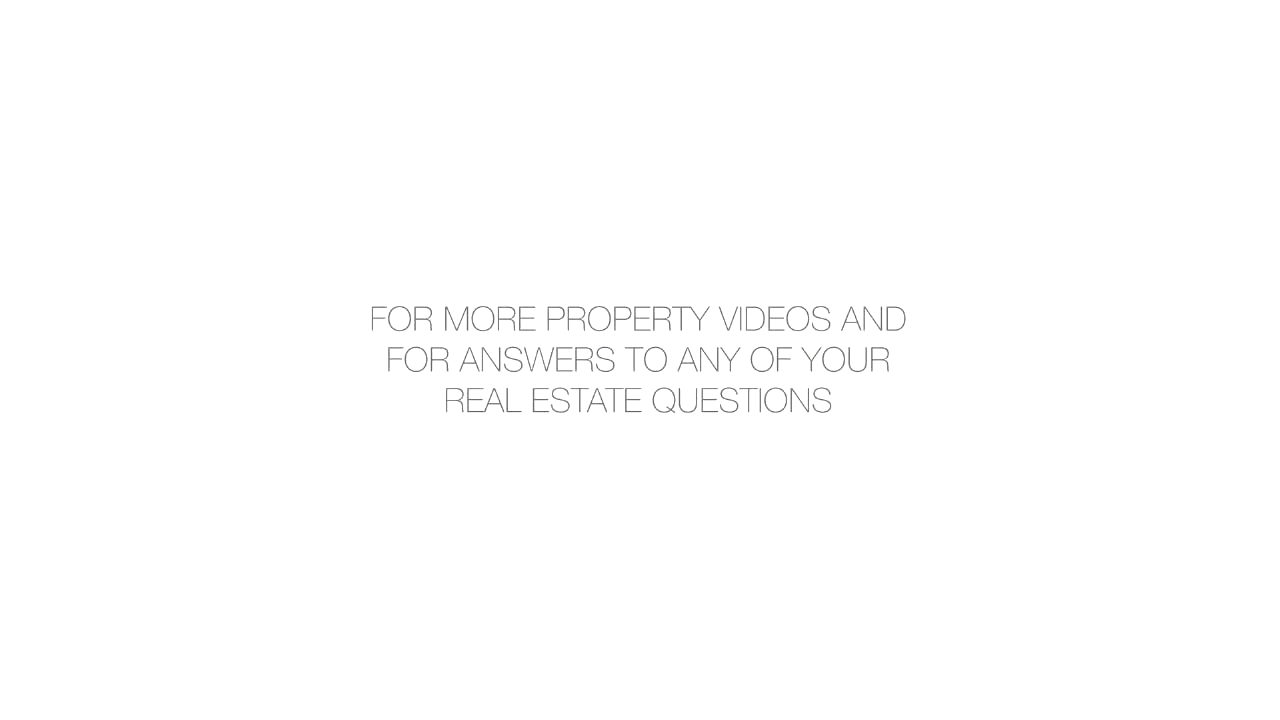 FOR MORE PROPERTY VIDEOS AND
FOR ANSWERS TO ANY OF YOUR
REAL ESTATE QUESTIONS